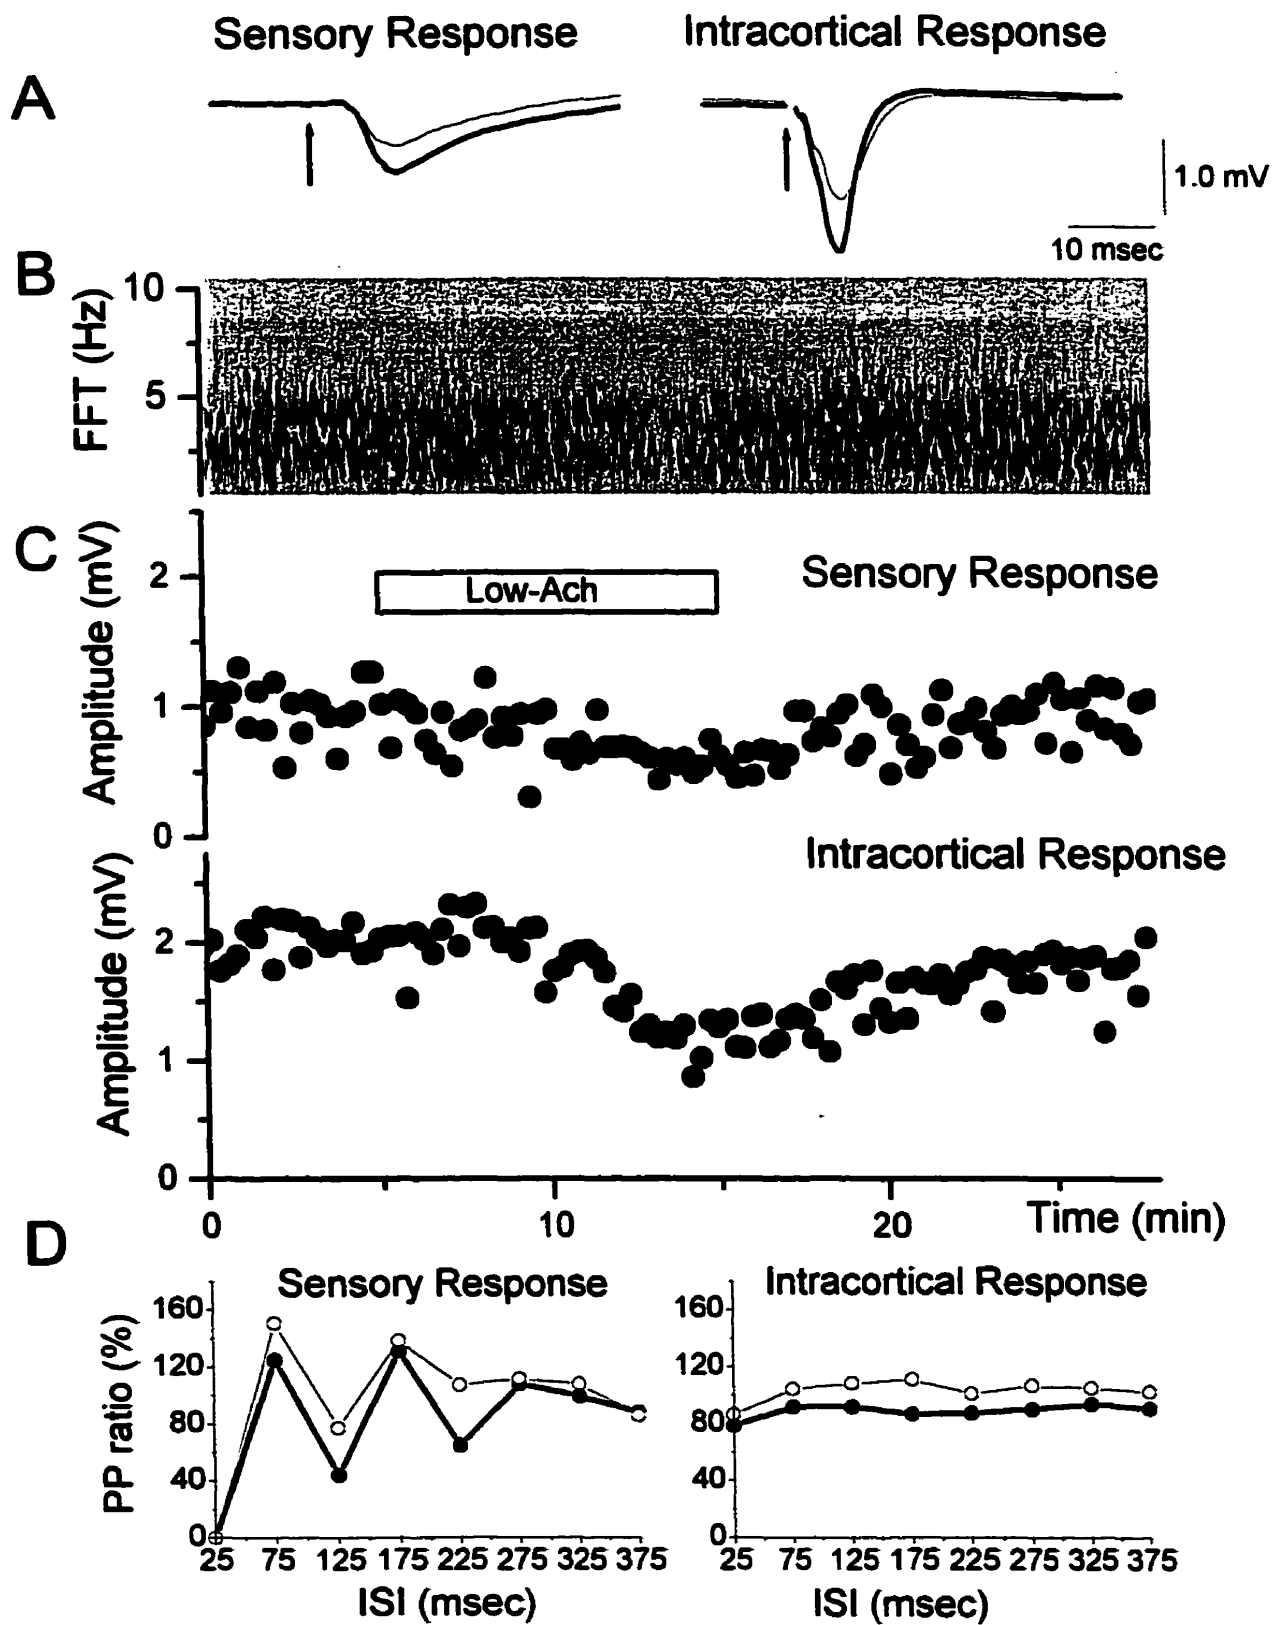 Sensory Response Intracortical Response
A
1.0 mV
10 msec
B
FFT (Hz)
10
5
C
Amplitude (mV)
2
1
0
Low-Ach
Sensory Response
Intracortical Response
Amplitude (mV)
2
1
0
0 10 20 Time (min)
D
Sensory Response
PP ratio (%)
160
120
80
40
0
25 75 125 175 225 275 325 375
ISI (msec)
Intracortical Response
160
120
80
40
0
25 75 125 175 225 275 325 375
ISI (msec)